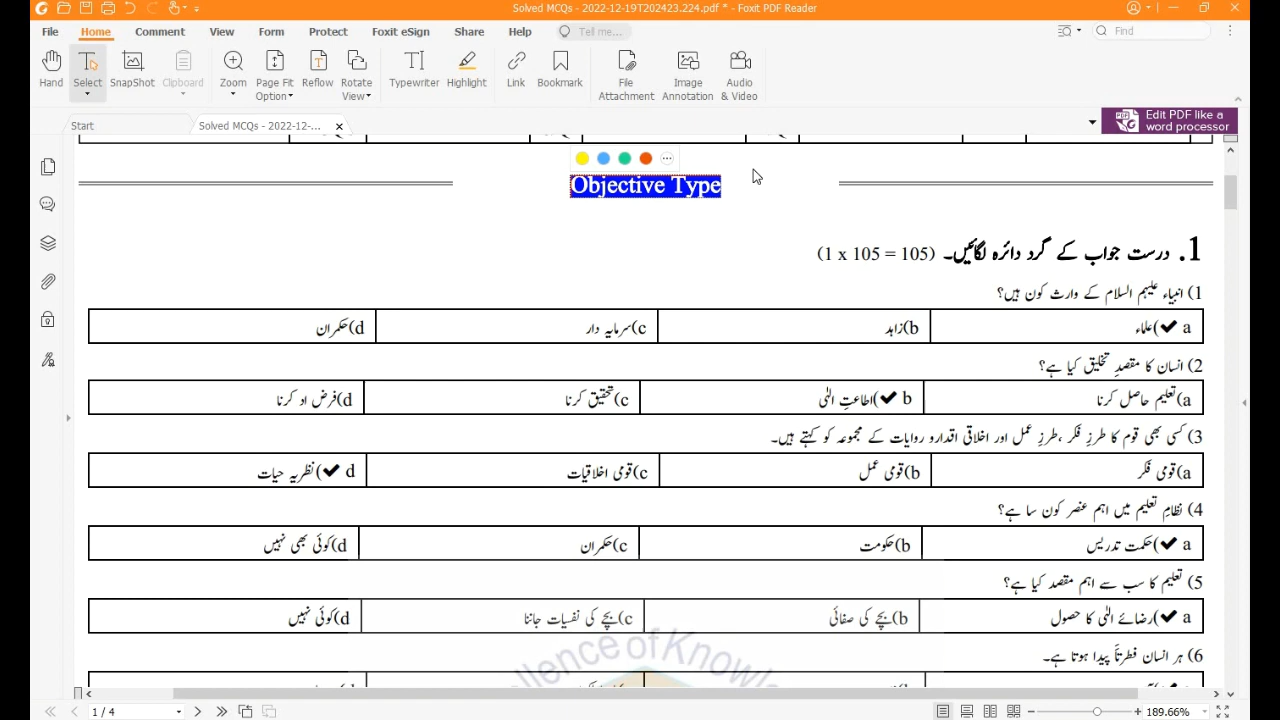 Solved MCQs - 2022-12-19T202423.224.pdf * - Foxit PDF Reader
File Home Comment View Form Protect Foxit eSign Share Help Tell me... Find
Hand Select SnapShot Clipboard Zoom Page Fit Option Reflow Rotate View Typewriter Highlight Link Bookmark File Attachment Image Annotation Audio & Video
Start Solved MCQs - 2022-12-...
Edit PDF like a word processor
Objective Type
1. درست جواب کے گرد دائرہ لگائیں۔ (1 x 105 = 105)
1) انبیاء علیہم السلام کے وارث کون ہیں؟
a ✔)علماء b)زاہد c)سرمایہ دار d)حکمران
2) انسان کا مقصدِ تخلیق کیا ہے؟
a)تعلیم حاصل کرنا b ✔)اطاعتِ الٰہی c)تحقیق کرنا d)فرض اد کرنا
3) کسی بھی قوم کا طرزِ فکر ،طرزِ عمل اور اخلاقی اقدارو روایات کے مجموعہ کو کہتے ہیں۔
a)قومی فکر b)قومی عمل c)قومی اخلاقیات d ✔)نظریہ حیات
4) نظامِ تعلیم میں اہم عنصر کون سا ہے؟
a ✔)حکمت تدریس b)حکومت c)حکمران d)کوئی بھی نہیں
5) تعلیم کا سب سے اہم مقصد کیا ہے؟
a ✔)رضائے الٰہی کا حصول b)بچے کی صفائی c)بچے کی نفسیات جاننا d)کوئی نہیں
6) ہر انسان فطرتاً پیدا ہوتا ہے۔
ellence of Knowl
1 / 4 189.66%